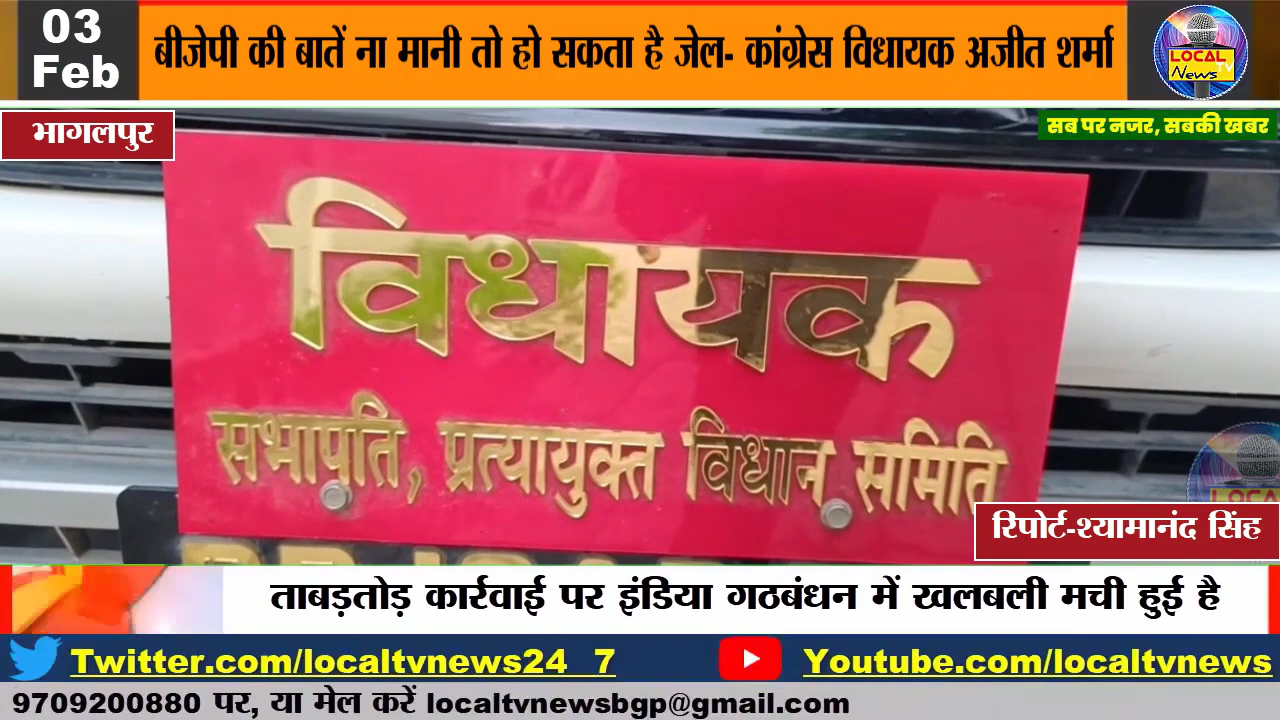 03
Feb
बीजेपी की बातें ना मानी तो हो सकता है जेल- कांग्रेस विधायक अजीत शर्मा
LOCAL
News TV
भागलपुर
सब पर नजर, सबकी खबर
विधायक
सभापति, प्रत्यायुक्त विधान समिति
LOCAL
रिपोर्ट-श्यामानंद सिंह
ताबड़तोड़ कार्रवाई पर इंडिया गठबंधन में खलबली मची हुई है
Twitter.com/localtvnews24_7
Youtube.com/localtvnews
9709200880 पर, या मेल करें localtvnewsbgp@gmail.com